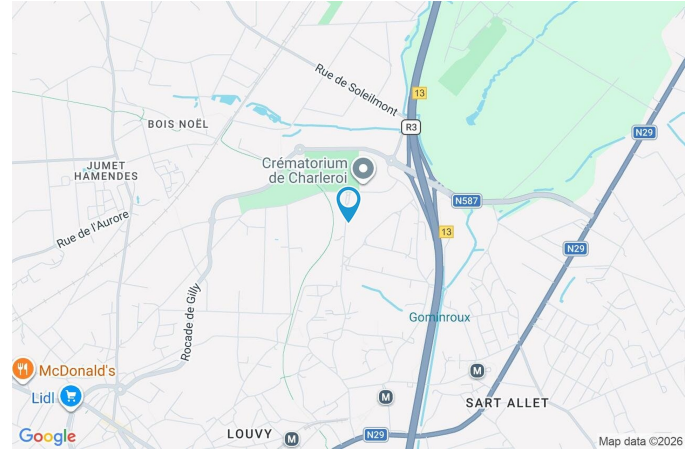 Rue de Soleilmont
13
R3
N29
BOIS NOËL
Crématorium
de Charleroi
JUMET
HAMENDES
N587
Rue de l'Aurore
13
N29
Rocade de Gilly
Gominroux
McDonald's
M
Lidl
M
SART ALLET
LOUVY
M
N29
Google
Map data ©2026